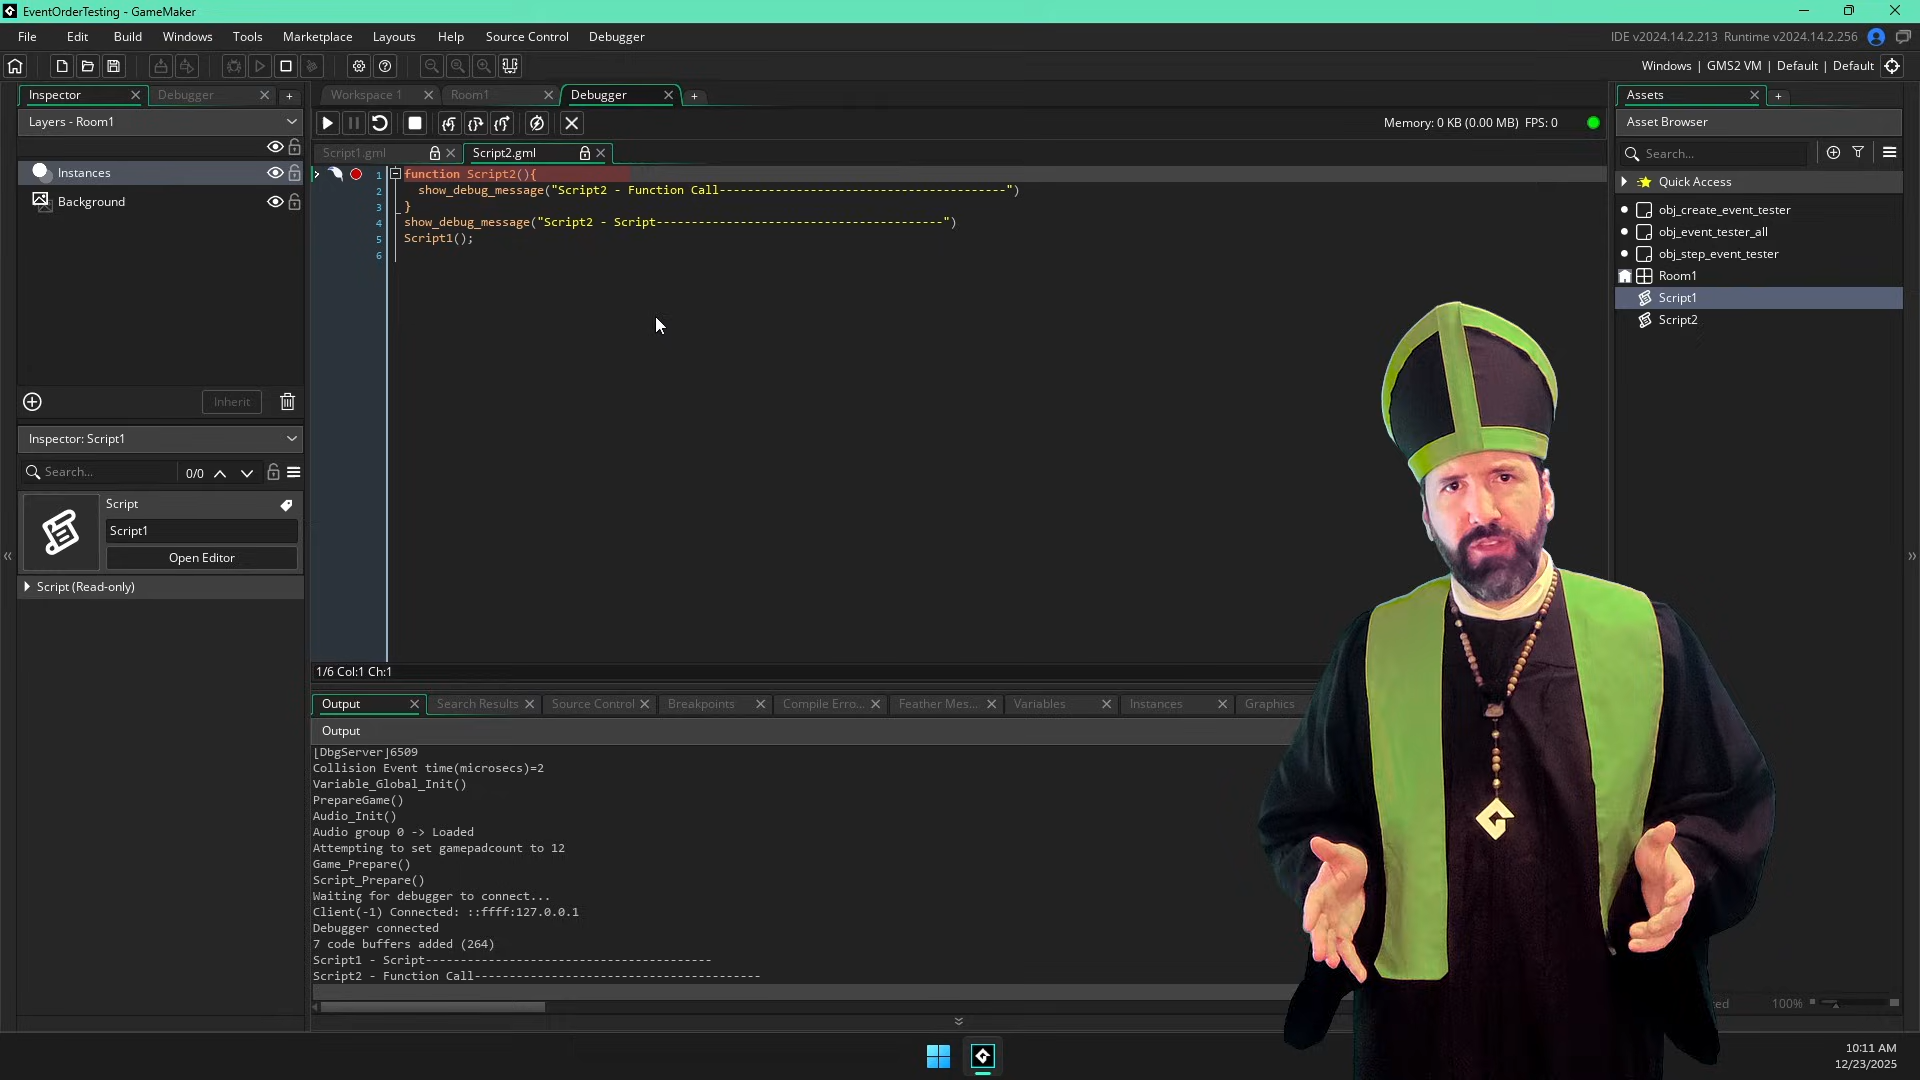 EventOrderTesting - GameMaker
File Edit Build Windows Tools Marketplace Layouts Help Source Control Debugger
IDE v2024.14.2.213 Runtime v2024.14.2.256
Windows | GMS2 VM | Default | Default
Inspector Debugger
Layers - Room1
Instances
Background
Inherit
Inspector: Script1
Search... 0/0
Script
Script1
Open Editor
Script (Read-only)
Workspace 1 Room1 Debugger
Memory: 0 KB (0.00 MB) FPS: 0
Script1.gml Script2.gml
1 function Script2(){
2 show_debug_message("Script2 - Function Call-----------------------------------------")
3 }
4 show_debug_message("Script2 - Script-----------------------------------------")
5 Script1();
6
1/6 Col:1 Ch:1
Output Search Results Source Control Breakpoints Compile Erro... Feather Mes... Variables Instances Graphics
Output
[DbgServer]6509
Collision Event time(microsecs)=2
Variable_Global_Init()
PrepareGame()
Audio_Init()
Audio group 0 -> Loaded
Attempting to set gamepadcount to 12
Game_Prepare()
Script_Prepare()
Waiting for debugger to connect...
Client(-1) Connected: ::ffff:127.0.0.1
Debugger connected
7 code buffers added (264)
Script1 - Script-----------------------------------------
Script2 - Function Call-----------------------------------------
Assets
Asset Browser
Search...
Quick Access
obj_create_event_tester
obj_event_tester_all
obj_step_event_tester
Room1
Script1
Script2
100%
10:11 AM
12/23/2025